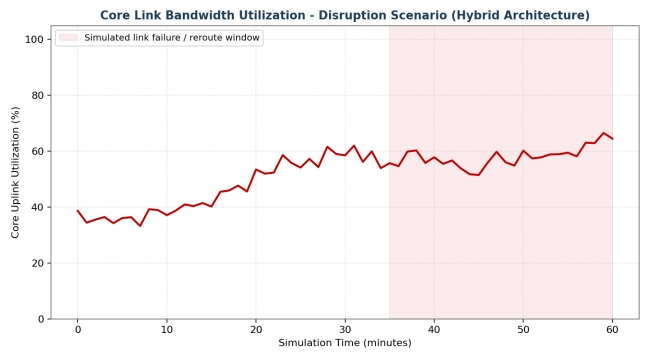 Core Link Bandwidth Utilization - Disruption Scenario (Hybrid Architecture)
Simulated link failure / reroute window
Core Uplink Utilization (%)
100
80
60
40
20
0
0 10 20 30 40 50 60
Simulation Time (minutes)